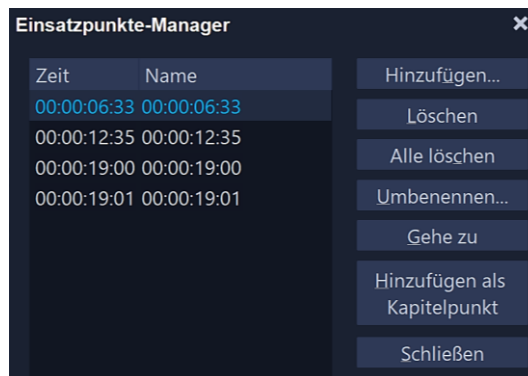 Einsatzpunkte-Manager
Zeit Name
00:00:06:33 00:00:06:33
00:00:12:35 00:00:12:35
00:00:19:00 00:00:19:00
00:00:19:01 00:00:19:01
Hinzufügen...
Löschen
Alle löschen
Umbenennen...
Gehe zu
Hinzufügen als
Kapitelpunkt
Schließen